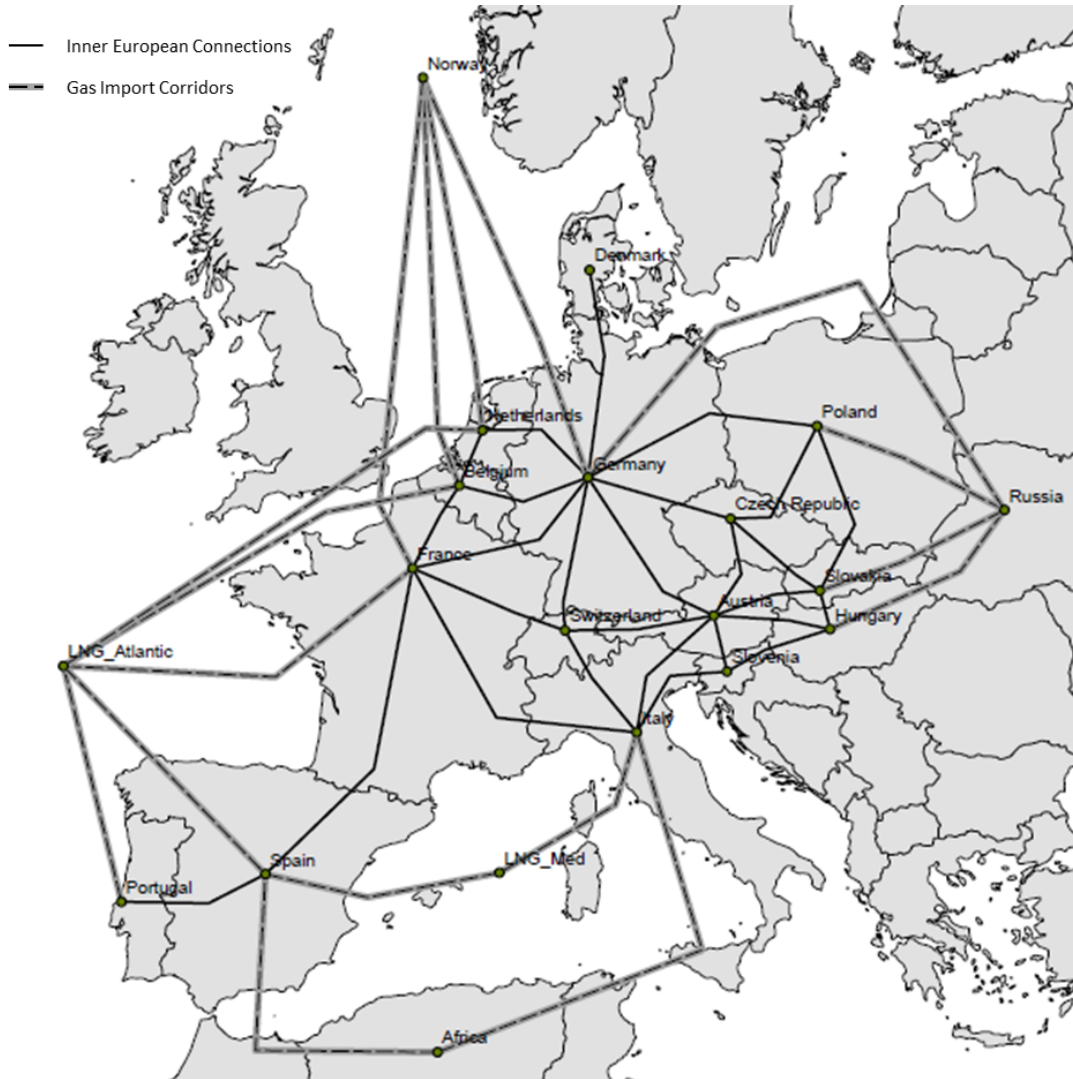 Inner European Connections
Gas Import Corridors
Norway
Denmark
Netherlands
Poland
Belgium
Germany
Czech Republic
Russia
France
Slovakia
Austria
Switzerland
Hungary
LNG_Atlantic
Slovenia
Italy
Spain
LNG_Med
Portugal
Africa